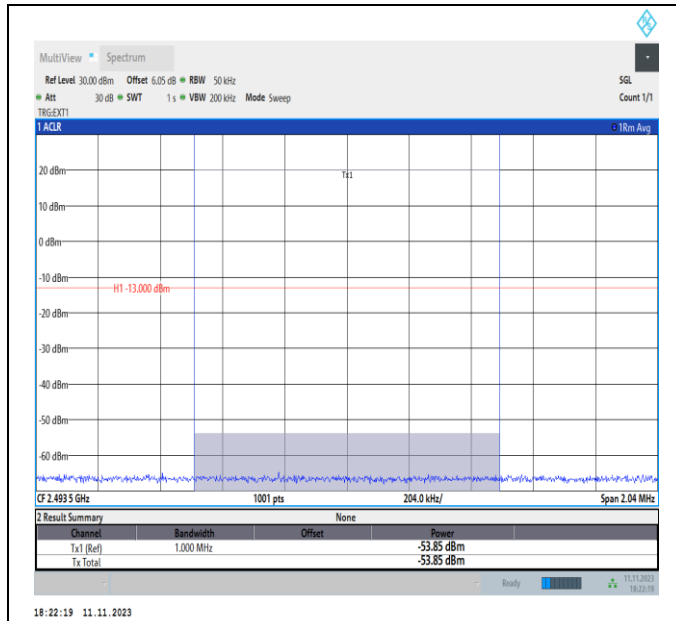 MultiView Spectrum
Ref Level 30.00 dBm Offset 6.05 dB RBW 50 kHz SGL
Att 30 dB SWT 1 s VBW 200 kHz Mode Sweep Count 1/1
TRG:EXT1
1 ACLR 1Rm Avg
20 dBm
Tx1
10 dBm
0 dBm
-10 dBm
H1 -13.000 dBm
-20 dBm
-30 dBm
-40 dBm
-50 dBm
-60 dBm
CF 2.493 5 GHz 1001 pts 204.0 kHz/ Span 2.04 MHz
2 Result Summary None
Channel Bandwidth Offset Power
Tx1 (Ref) 1.000 MHz -53.85 dBm
Tx Total -53.85 dBm
Ready 11.11.2023
18:22:19
18:22:19 11.11.2023